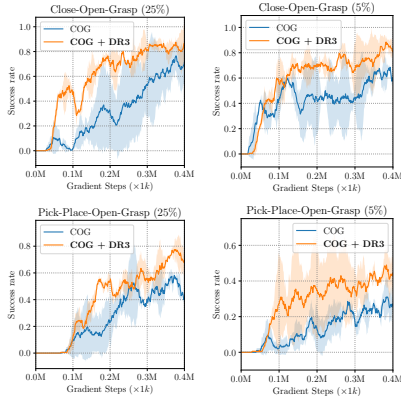 Close-Open-Grasp (25%)
Success rate
1.0
0.8
0.6
0.4
0.2
0.0
COG
COG + DR3
0.0M 0.1M 0.2M 0.3M 0.4M
Gradient Steps (×1k)
Close-Open-Grasp (5%)
Success rate
1.0
0.8
0.6
0.4
0.2
0.0
COG
COG + DR3
0.0M 0.1M 0.2M 0.3M 0.4M
Gradient Steps (×1k)
Pick-Place-Open-Grasp (25%)
Success rate
0.8
0.6
0.4
0.2
0.0
COG
COG + DR3
0.0M 0.1M 0.2M 0.3M 0.4M
Gradient Steps (×1k)
Pick-Place-Open-Grasp (5%)
Success rate
0.6
0.4
0.2
0.0
COG
COG + DR3
0.0M 0.1M 0.2M 0.3M 0.4M
Gradient Steps (×1k)